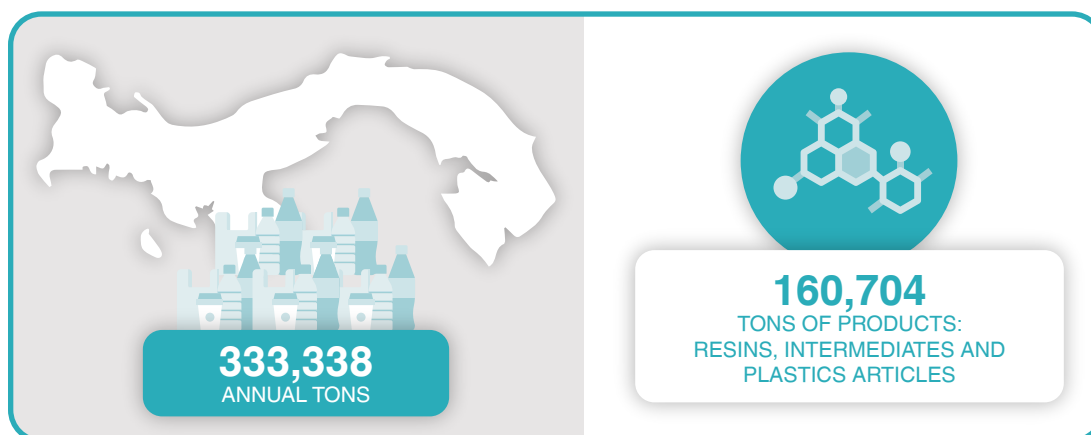 333,338
ANNUAL TONS
160,704
TONS OF PRODUCTS:
RESINS, INTERMEDIATES AND
PLASTICS ARTICLES